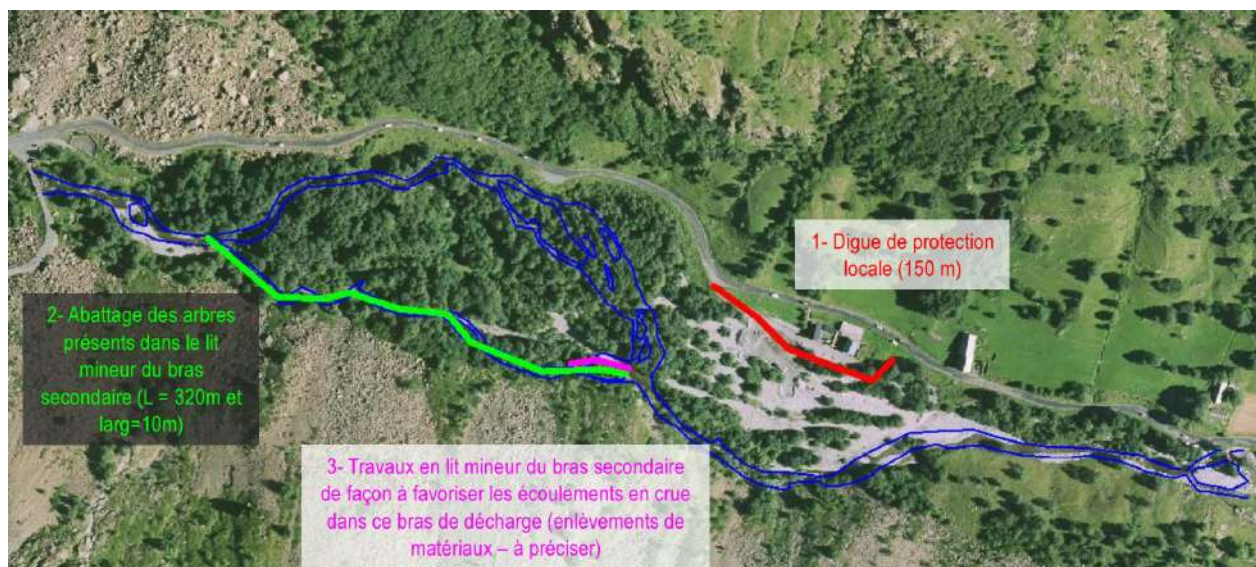 1- Digue de protection
locale (150 m)
2- Abattage des arbres
présents dans le lit
mineur du bras
secondaire (L = 320m et
larg=10m)
3- Travaux en lit mineur du bras secondaire
de façon à favoriser les écoulements en crue
dans ce bras de décharge (enlèvements de
matériaux – à préciser)